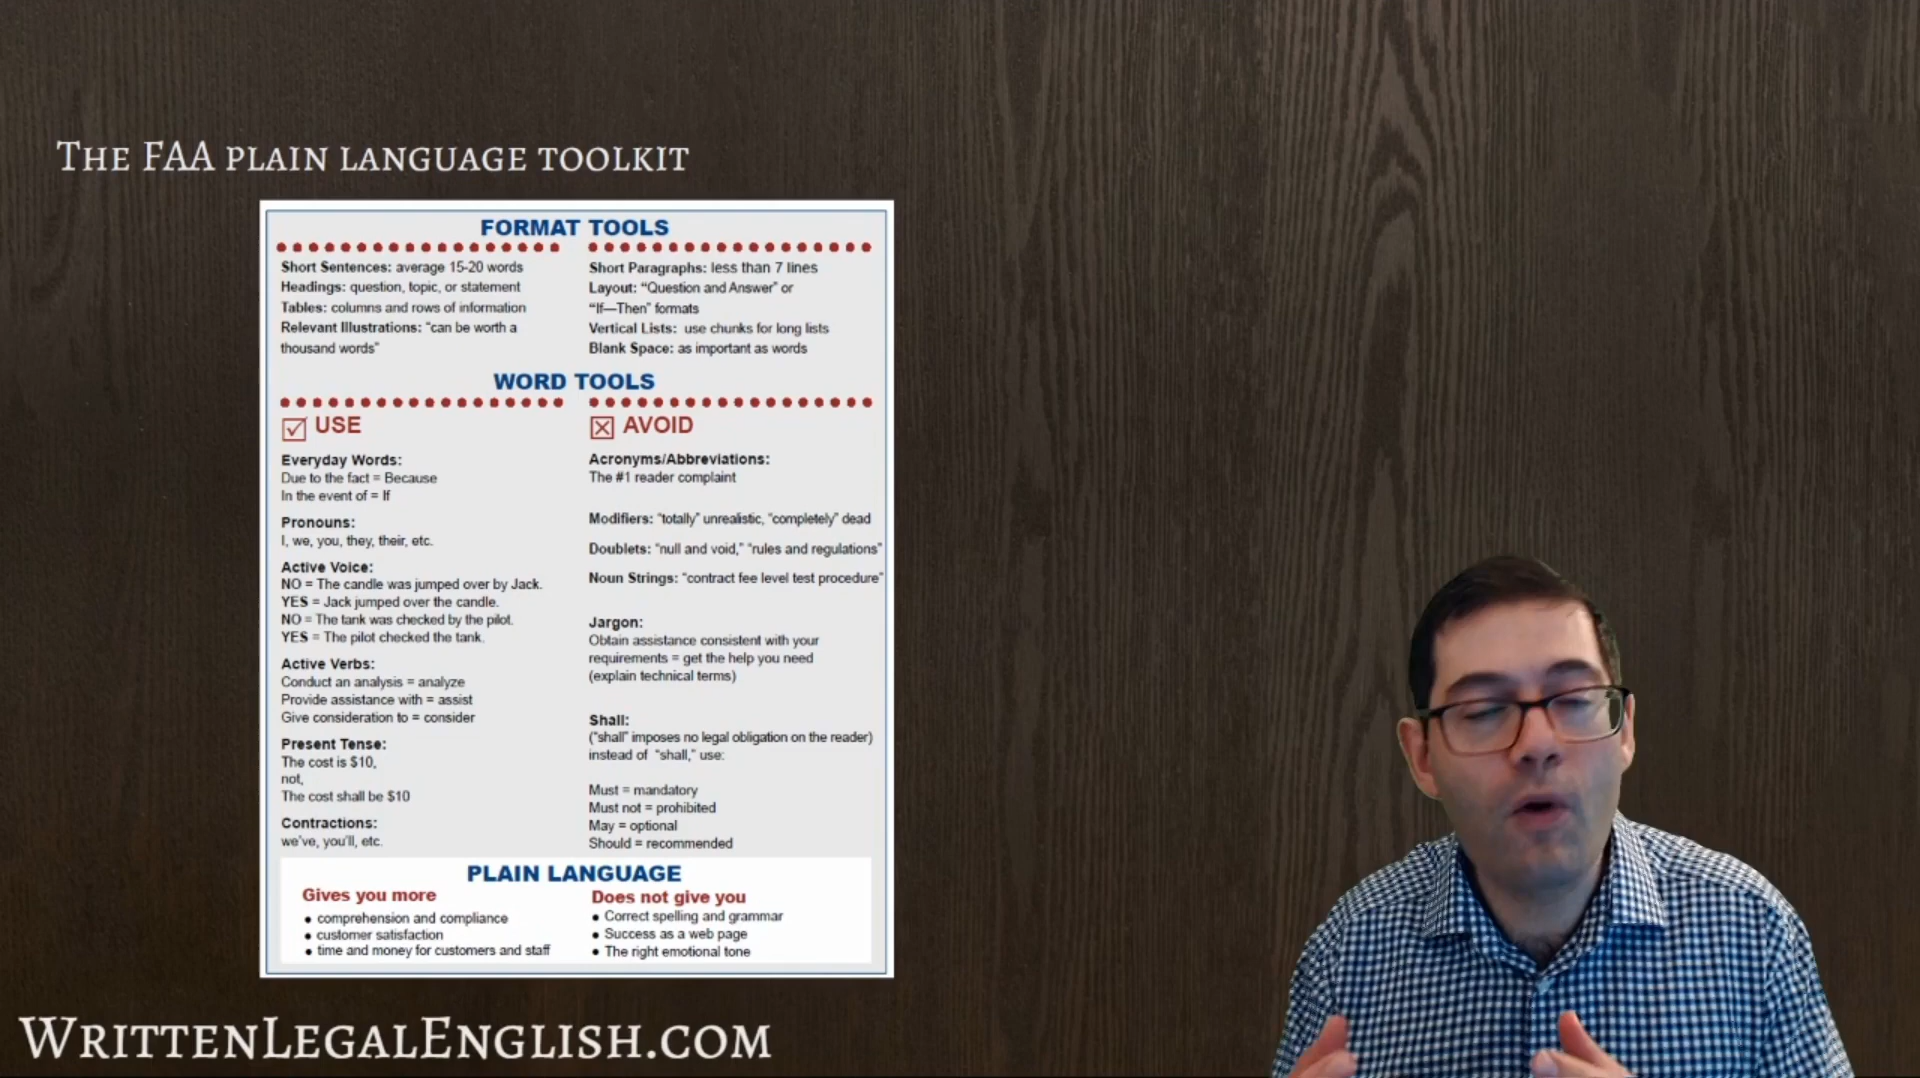 The FAA plain language toolkit
FORMAT TOOLS
Short Sentences: average 15-20 words
Headings: question, topic, or statement
Tables: columns and rows of information
Relevant Illustrations: “can be worth a
thousand words”
Short Paragraphs: less than 7 lines
Layout: “Question and Answer” or
“If—Then” formats
Vertical Lists: use chunks for long lists
Blank Space: as important as words
WORD TOOLS
USE
Everyday Words:
Due to the fact = Because
In the event of = If
Pronouns:
I, we, you, they, their, etc.
Active Voice:
NO = The candle was jumped over by Jack.
YES = Jack jumped over the candle.
NO = The tank was checked by the pilot.
YES = The pilot checked the tank.
Active Verbs:
Conduct an analysis = analyze
Provide assistance with = assist
Give consideration to = consider
Present Tense:
The cost is $10,
not,
The cost shall be $10
Contractions:
we’ve, you’ll, etc.
AVOID
Acronyms/Abbreviations:
The #1 reader complaint
Modifiers: “totally” unrealistic, “completely” dead
Doublets: “null and void,” “rules and regulations”
Noun Strings: “contract fee level test procedure”
Jargon:
Obtain assistance consistent with your
requirements = get the help you need
(explain technical terms)
Shall:
(“shall” imposes no legal obligation on the reader)
instead of “shall,” use:
Must = mandatory
Must not = prohibited
May = optional
Should = recommended
PLAIN LANGUAGE
Gives you more
• comprehension and compliance
• customer satisfaction
• time and money for customers and staff
Does not give you
• Correct spelling and grammar
• Success as a web page
• The right emotional tone
WrittenLegalEnglish.com